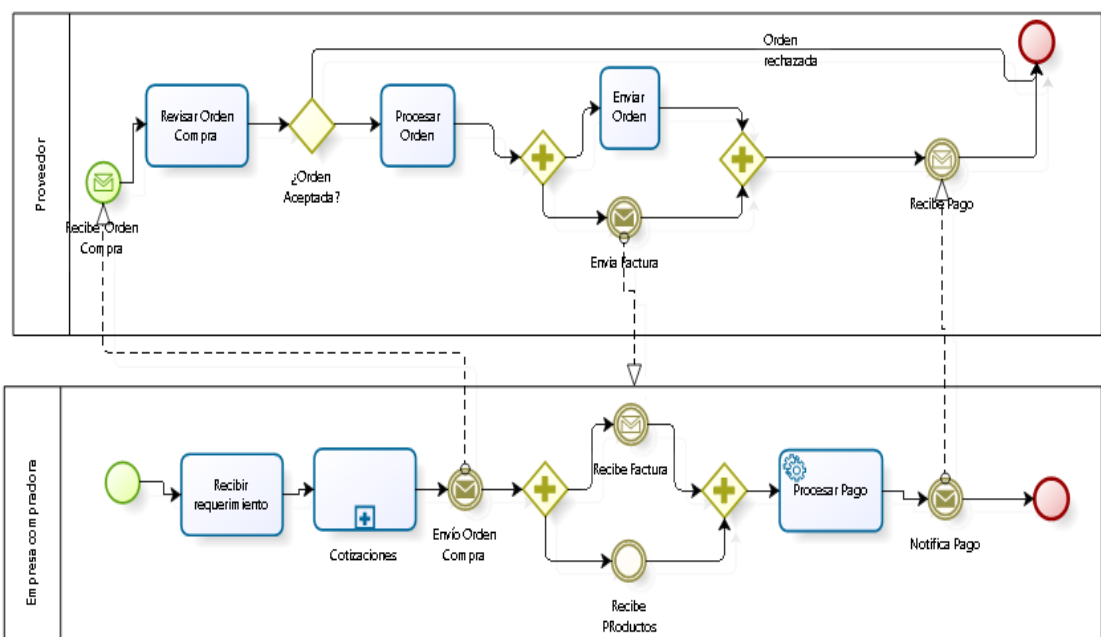 Proveedor
Orden
rechazada
Revisar Orden
Compra
Procesar
Orden
Enviar
Orden
¿Orden
Aceptada?
Recibe Orden
Compra
Envia Factura
Recibe Pago
Empresa compradora
Recibir
requerimiento
Cotizaciones
Envío Orden
Compra
Recibe Factura
Recibe
PRoductos
Procesar Pago
Notifica Pago